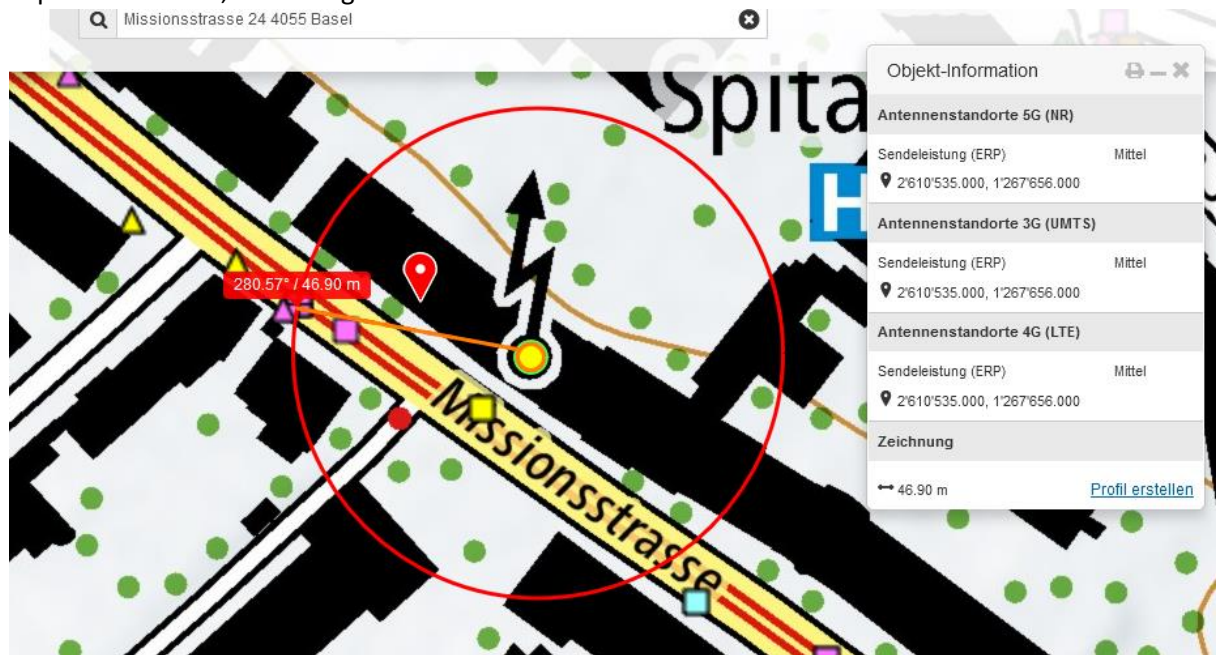 Missionsstrasse 24 4055 Basel
Spita
H
280.57° / 46.90 m
Missionsstrasse
Objekt-Information
Antennenstandorte 5G (NR)
Sendeleistung (ERP) Mittel
2'610'535.000, 1'267'656.000
Antennenstandorte 3G (UMTS)
Sendeleistung (ERP) Mittel
2'610'535.000, 1'267'656.000
Antennenstandorte 4G (LTE)
Sendeleistung (ERP) Mittel
2'610'535.000, 1'267'656.000
Zeichnung
46.90 m Profil erstellen